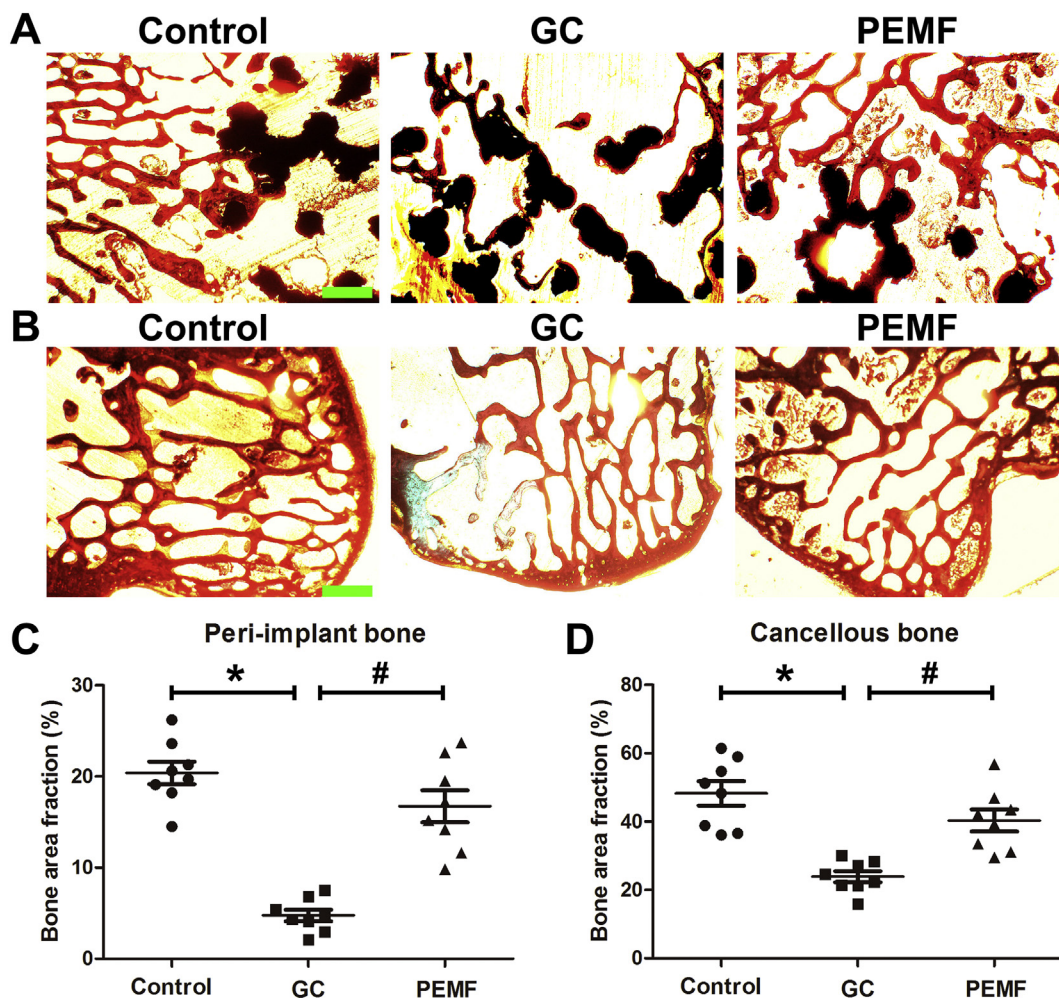 A
Control
GC
PEMF
B
Control
GC
PEMF
C
Peri-implant bone
*
#
Bone area fraction (%)
30
20
10
0
Control
GC
PEMF
D
Cancellous bone
*
#
Bone area fraction (%)
80
60
40
20
0
Control
GC
PEMF